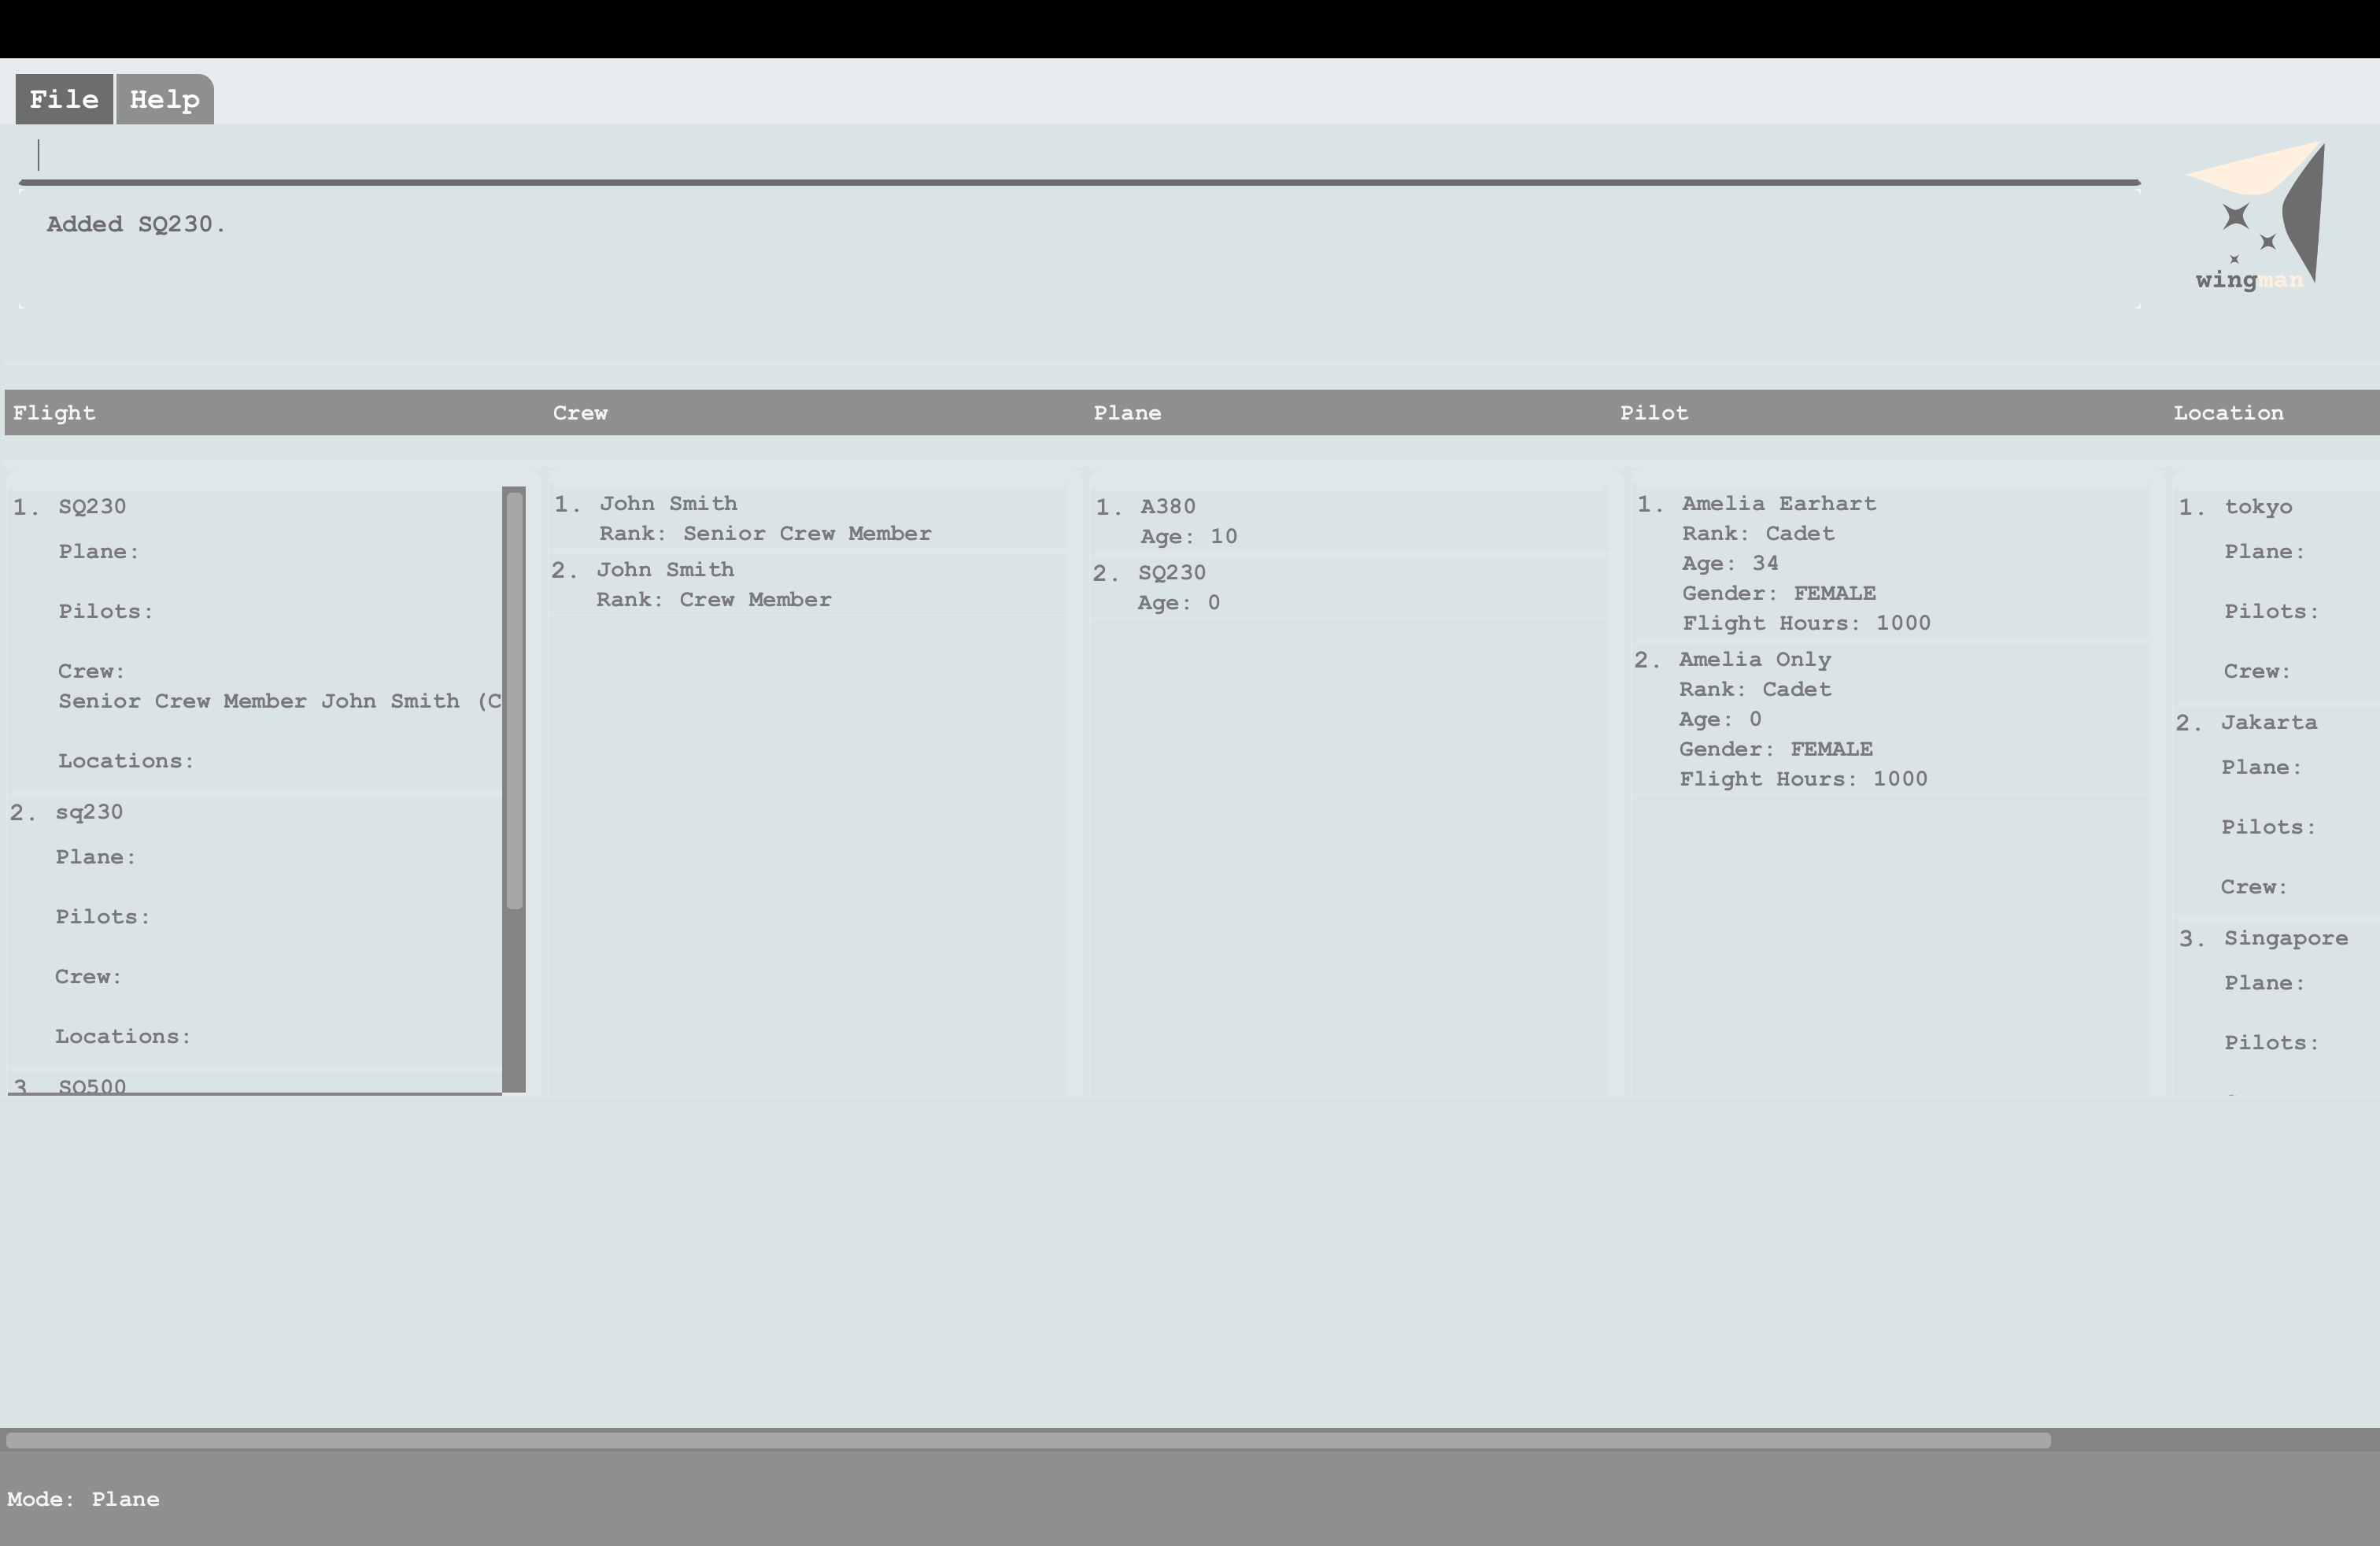 File Help
Added SQ230.
wingman
Flight Crew Plane Pilot Location
1. SQ230
Plane:
Pilots:
Crew:
Senior Crew Member John Smith (C
Locations:
2. sq230
Plane:
Pilots:
Crew:
Locations:
3 SQ500
1. John Smith
Rank: Senior Crew Member
2. John Smith
Rank: Crew Member
1. A380
Age: 10
2. SQ230
Age: 0
1. Amelia Earhart
Rank: Cadet
Age: 34
Gender: FEMALE
Flight Hours: 1000
2. Amelia Only
Rank: Cadet
Age: 0
Gender: FEMALE
Flight Hours: 1000
1. tokyo
Plane:
Pilots:
Crew:
2. Jakarta
Plane:
Pilots:
Crew:
3. Singapore
Plane:
Pilots:
Mode: Plane